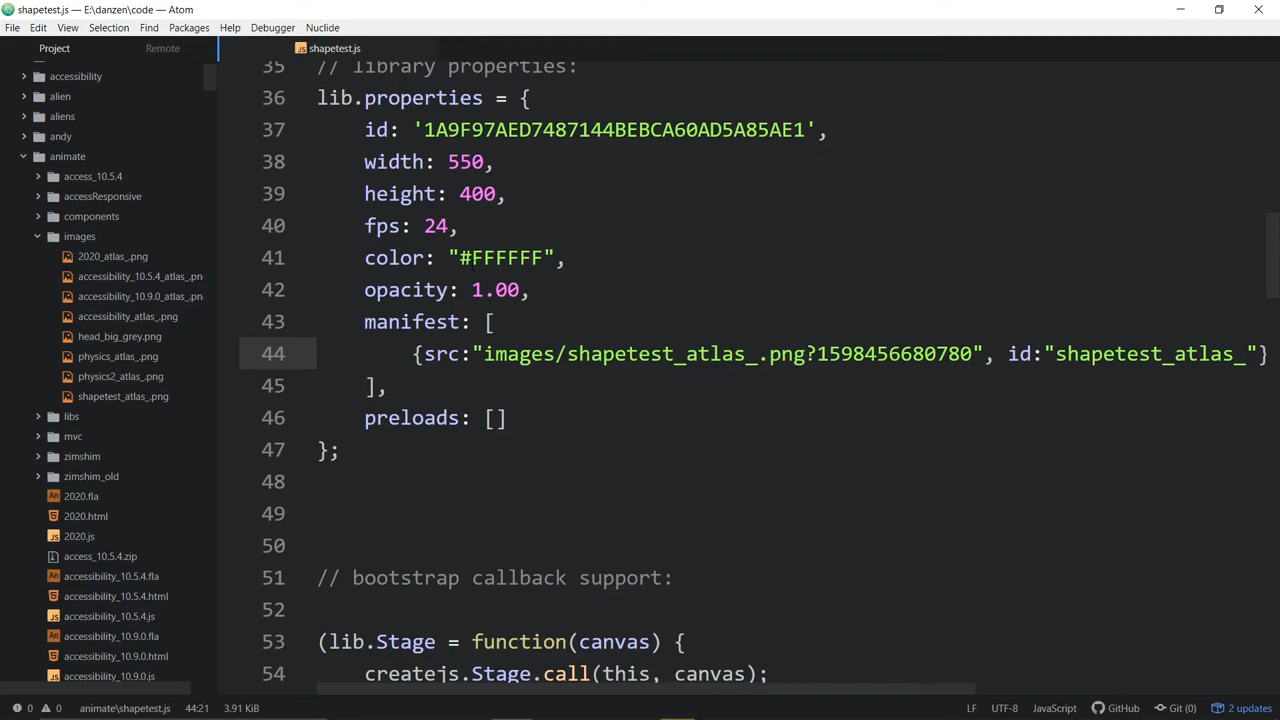 shapetest.js — E:\danzen\code — Atom
File Edit View Selection Find Packages Help Debugger Nuclide
Project Remote
accessibility
alien
aliens
andy
animate
access_10.5.4
accessResponsive
components
images
2020_atlas_.png
accessibility_10.5.4_atlas_.pn
accessibility_10.9.0_atlas_.pn
accessibility_atlas_.png
head_big_grey.png
physics_atlas_.png
physics2_atlas_.png
shapetest_atlas_.png
libs
mvc
zimshim
zimshim_old
2020.fla
2020.html
2020.js
access_10.5.4.zip
accessibility_10.5.4.fla
accessibility_10.5.4.html
accessibility_10.5.4.js
accessibility_10.9.0.fla
accessibility_10.9.0.html
accessibility_10.9.0.js
shapetest.js
35 // library properties:
36 lib.properties = {
37 id: '1A9F97AED7487144BEBCA60AD5A85AE1',
38 width: 550,
39 height: 400,
40 fps: 24,
41 color: "#FFFFFF",
42 opacity: 1.00,
43 manifest: [
44 {src:"images/shapetest_atlas_.png?1598456680780", id:"shapetest_atlas_"}
45 ],
46 preloads: []
47 };
48
49
50
51 // bootstrap callback support:
52
53 (lib.Stage = function(canvas) {
54 createjs.Stage.call(this, canvas);
0 0 animate\shapetest.js 44:21 3.91 KiB LF UTF-8 JavaScript GitHub Git (0) 2 updates